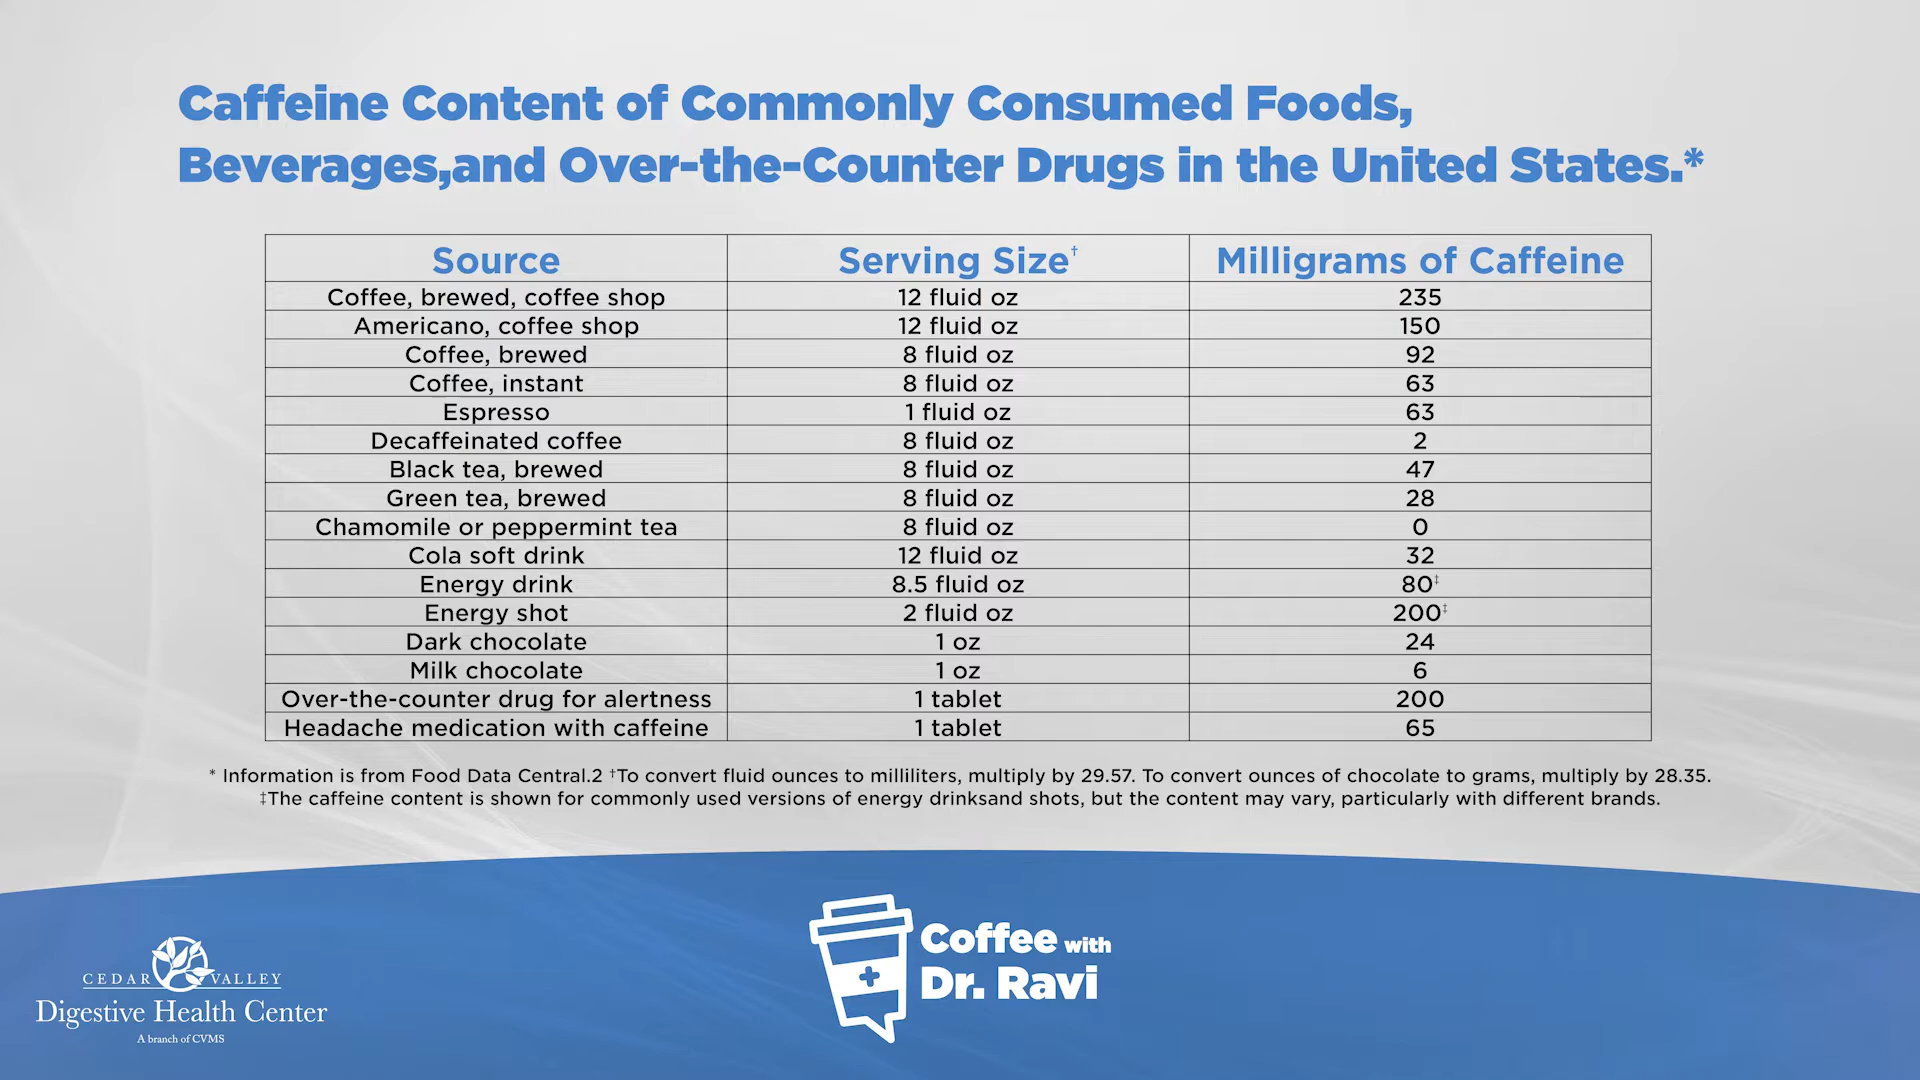 Caffeine Content of Commonly Consumed Foods,
Beverages,and Over-the-Counter Drugs in the United States.*
Source Serving Size† Milligrams of Caffeine
Coffee, brewed, coffee shop 12 fluid oz 235
Americano, coffee shop 12 fluid oz 150
Coffee, brewed 8 fluid oz 92
Coffee, instant 8 fluid oz 63
Espresso 1 fluid oz 63
Decaffeinated coffee 8 fluid oz 2
Black tea, brewed 8 fluid oz 47
Green tea, brewed 8 fluid oz 28
Chamomile or peppermint tea 8 fluid oz 0
Cola soft drink 12 fluid oz 32
Energy drink 8.5 fluid oz 80‡
Energy shot 2 fluid oz 200‡
Dark chocolate 1 oz 24
Milk chocolate 1 oz 6
Over-the-counter drug for alertness 1 tablet 200
Headache medication with caffeine 1 tablet 65
* Information is from Food Data Central.2 †To convert fluid ounces to milliliters, multiply by 29.57. To convert ounces of chocolate to grams, multiply by 28.35.
‡The caffeine content is shown for commonly used versions of energy drinksand shots, but the content may vary, particularly with different brands.
CEDAR VALLEY
Digestive Health Center
A branch of CVMS
Coffee with
Dr. Ravi